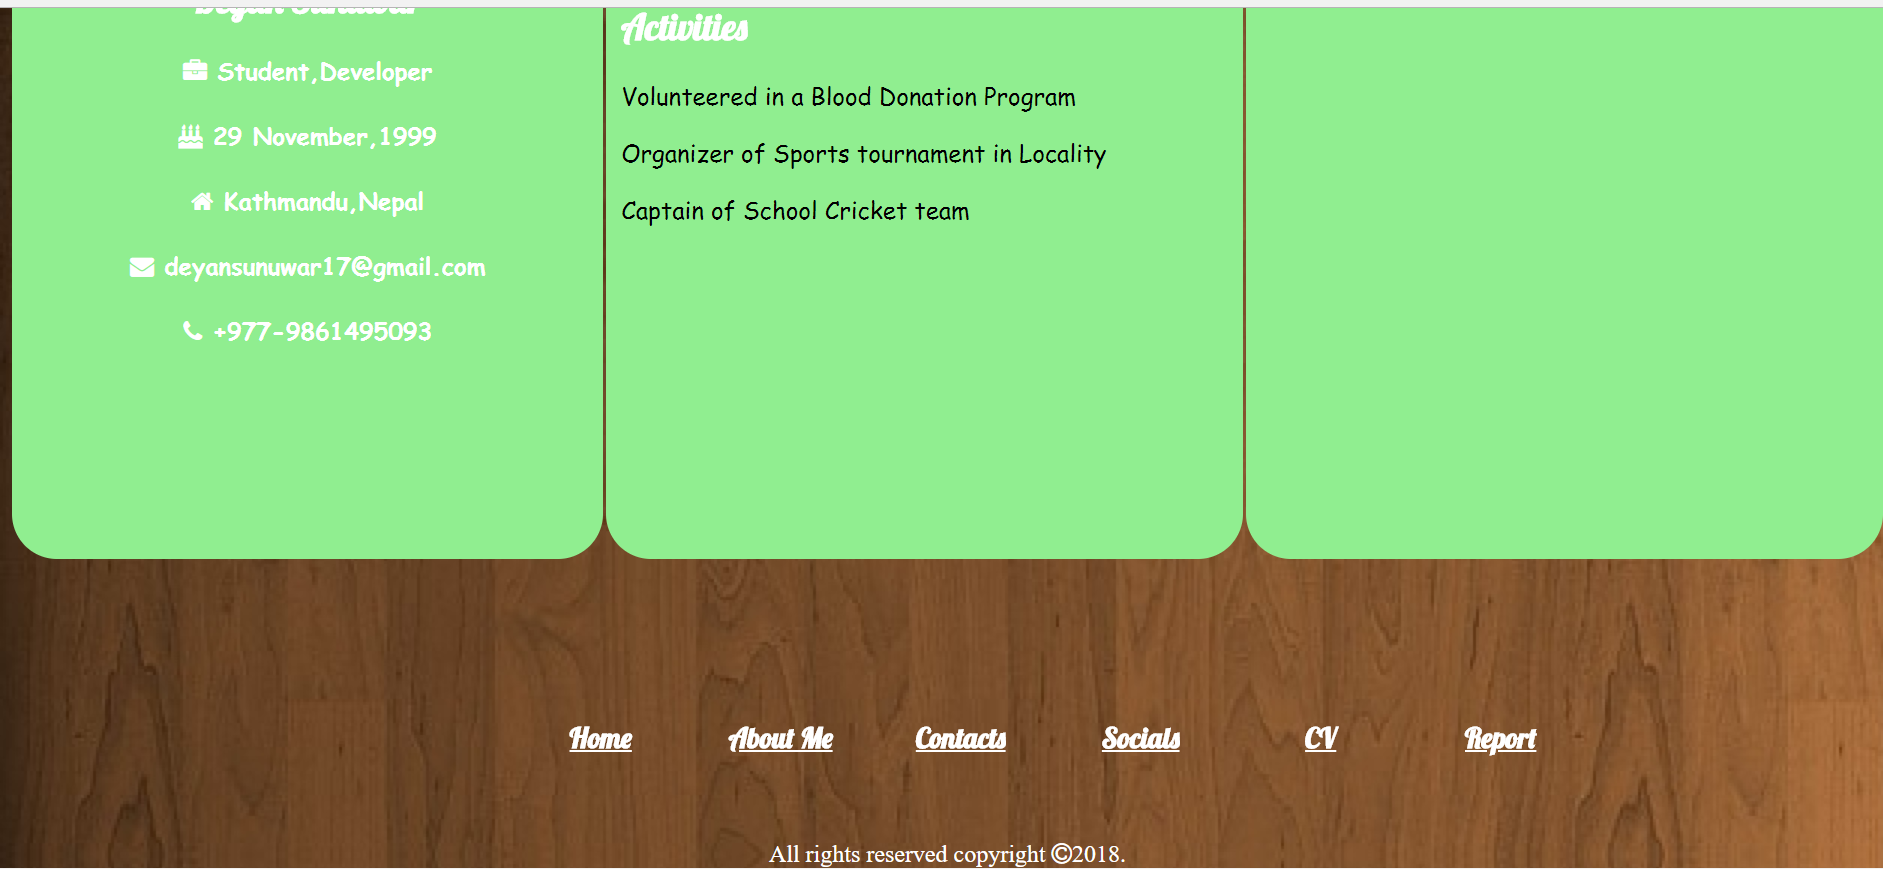 Student,Developer
29 November,1999
Kathmandu,Nepal
deyansunuwar17@gmail.com
+977-9861495093
Activities
Volunteered in a Blood Donation Program
Organizer of Sports tournament in Locality
Captain of School Cricket team
Home About Me Contacts Socials CV Report
All rights reserved copyright ©2018.